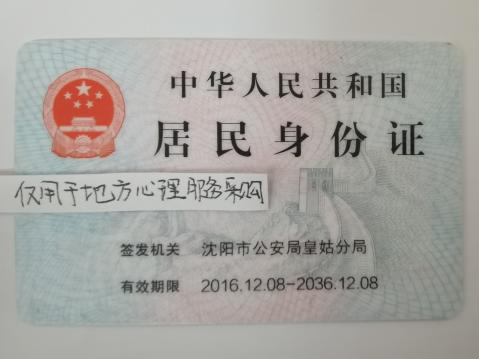 中华人民共和国
居民身份证
仅用于地方心理服务采购
签发机关 沈阳市公安局皇姑分局
有效期限 2016.12.08-2036.12.08